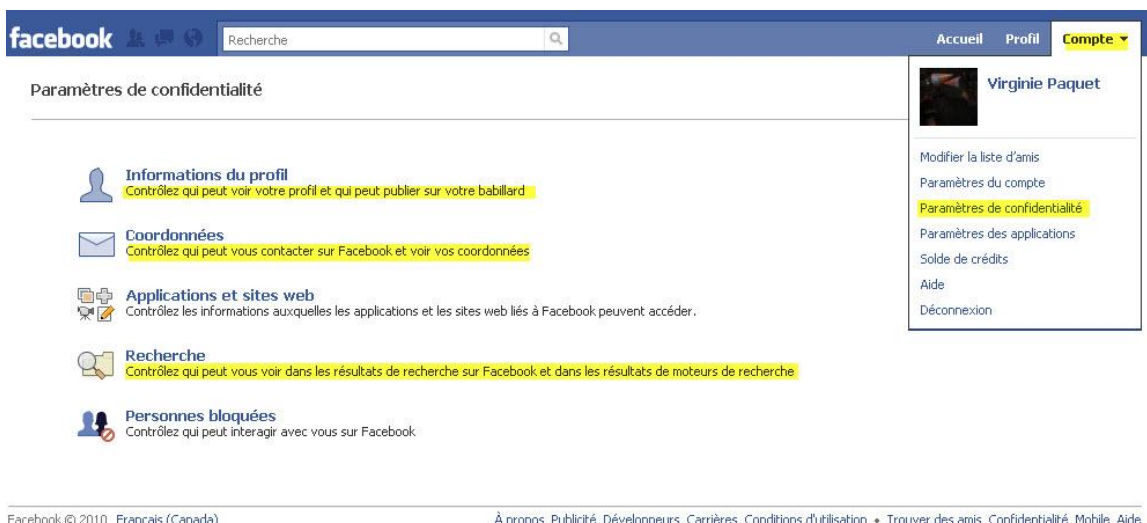 facebook
Recherche
Accueil Profil Compte
Virginie Paquet
Modifier la liste d'amis
Paramètres du compte
Paramètres de confidentialité
Paramètres des applications
Solde de crédits
Aide
Déconnexion
Paramètres de confidentialité
Informations du profil
Contrôlez qui peut voir votre profil et qui peut publier sur votre babillard
Coordonnées
Contrôlez qui peut vous contacter sur Facebook et voir vos coordonnées
Applications et sites web
Contrôlez les informations auxquelles les applications et les sites web liés à Facebook peuvent accéder.
Recherche
Contrôlez qui peut vous voir dans les résultats de recherche sur Facebook et dans les résultats de moteurs de recherche
Personnes bloquées
Contrôlez qui peut interagir avec vous sur Facebook
Facebook © 2010 Français (Canada)
À propos Publicité Développeurs Carrières Conditions d'utilisation • Trouver des amis Confidentialité Mobile Aide